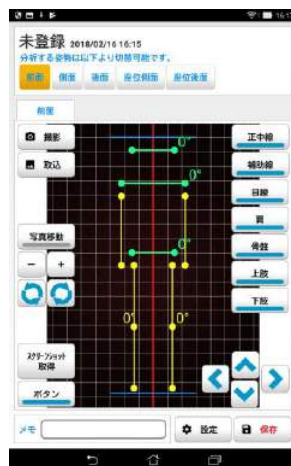 16:17
未登録 2018/02/16 16:15
分析する姿勢は以下より切替可能です。
前面 側面 後面 座位側面 座位後面
前面
撮影
取込
写真移動
－ ＋
スクリーンショット
取得
ボタン
0°
0°
0°
0° 0°
正中線
補助線
目線
肩
骨盤
上肢
下肢
メモ
設定 保存